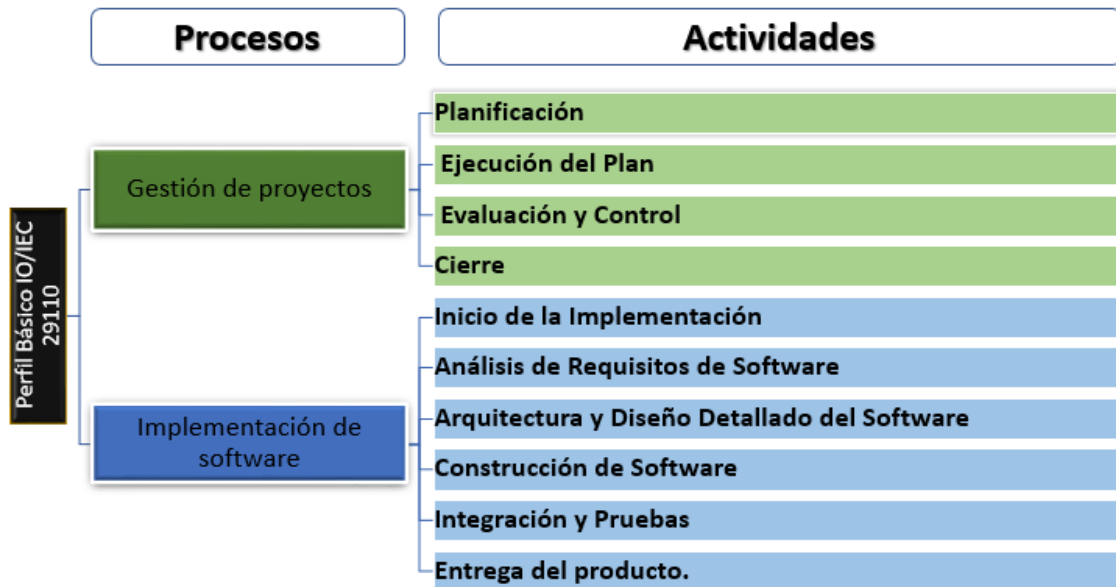 Procesos
Actividades
Perfil Básico IO/IEC
29110
Gestión de proyectos
Planificación
Ejecución del Plan
Evaluación y Control
Cierre
Implementación de
software
Inicio de la Implementación
Análisis de Requisitos de Software
Arquitectura y Diseño Detallado del Software
Construcción de Software
Integración y Pruebas
Entrega del producto.